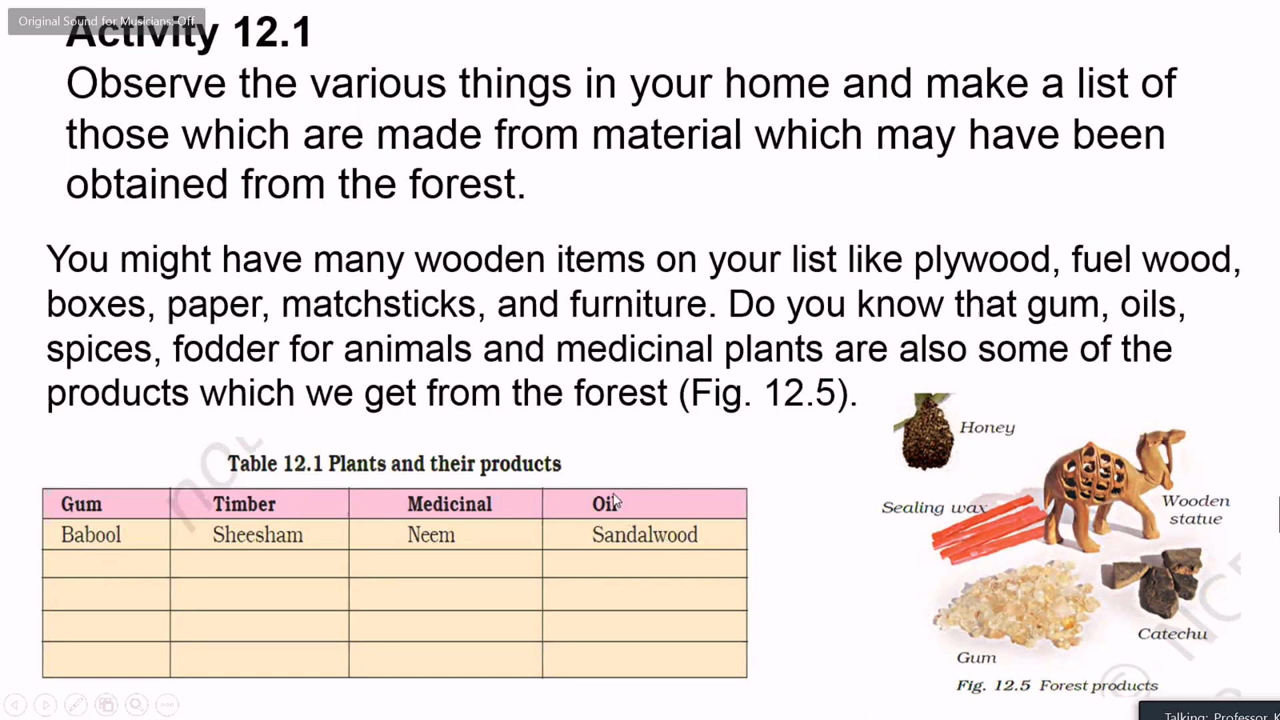 Original Sound for Musicians: Off
Activity 12.1
Observe the various things in your home and make a list of
those which are made from material which may have been
obtained from the forest.
You might have many wooden items on your list like plywood, fuel wood,
boxes, paper, matchsticks, and furniture. Do you know that gum, oils,
spices, fodder for animals and medicinal plants are also some of the
products which we get from the forest (Fig. 12.5).
Table 12.1 Plants and their products
Gum Timber Medicinal Oil
Babool Sheesham Neem Sandalwood
Honey
Sealing wax
Wooden
statue
Catechu
Gum
Fig. 12.5 Forest products
Talking: Professor